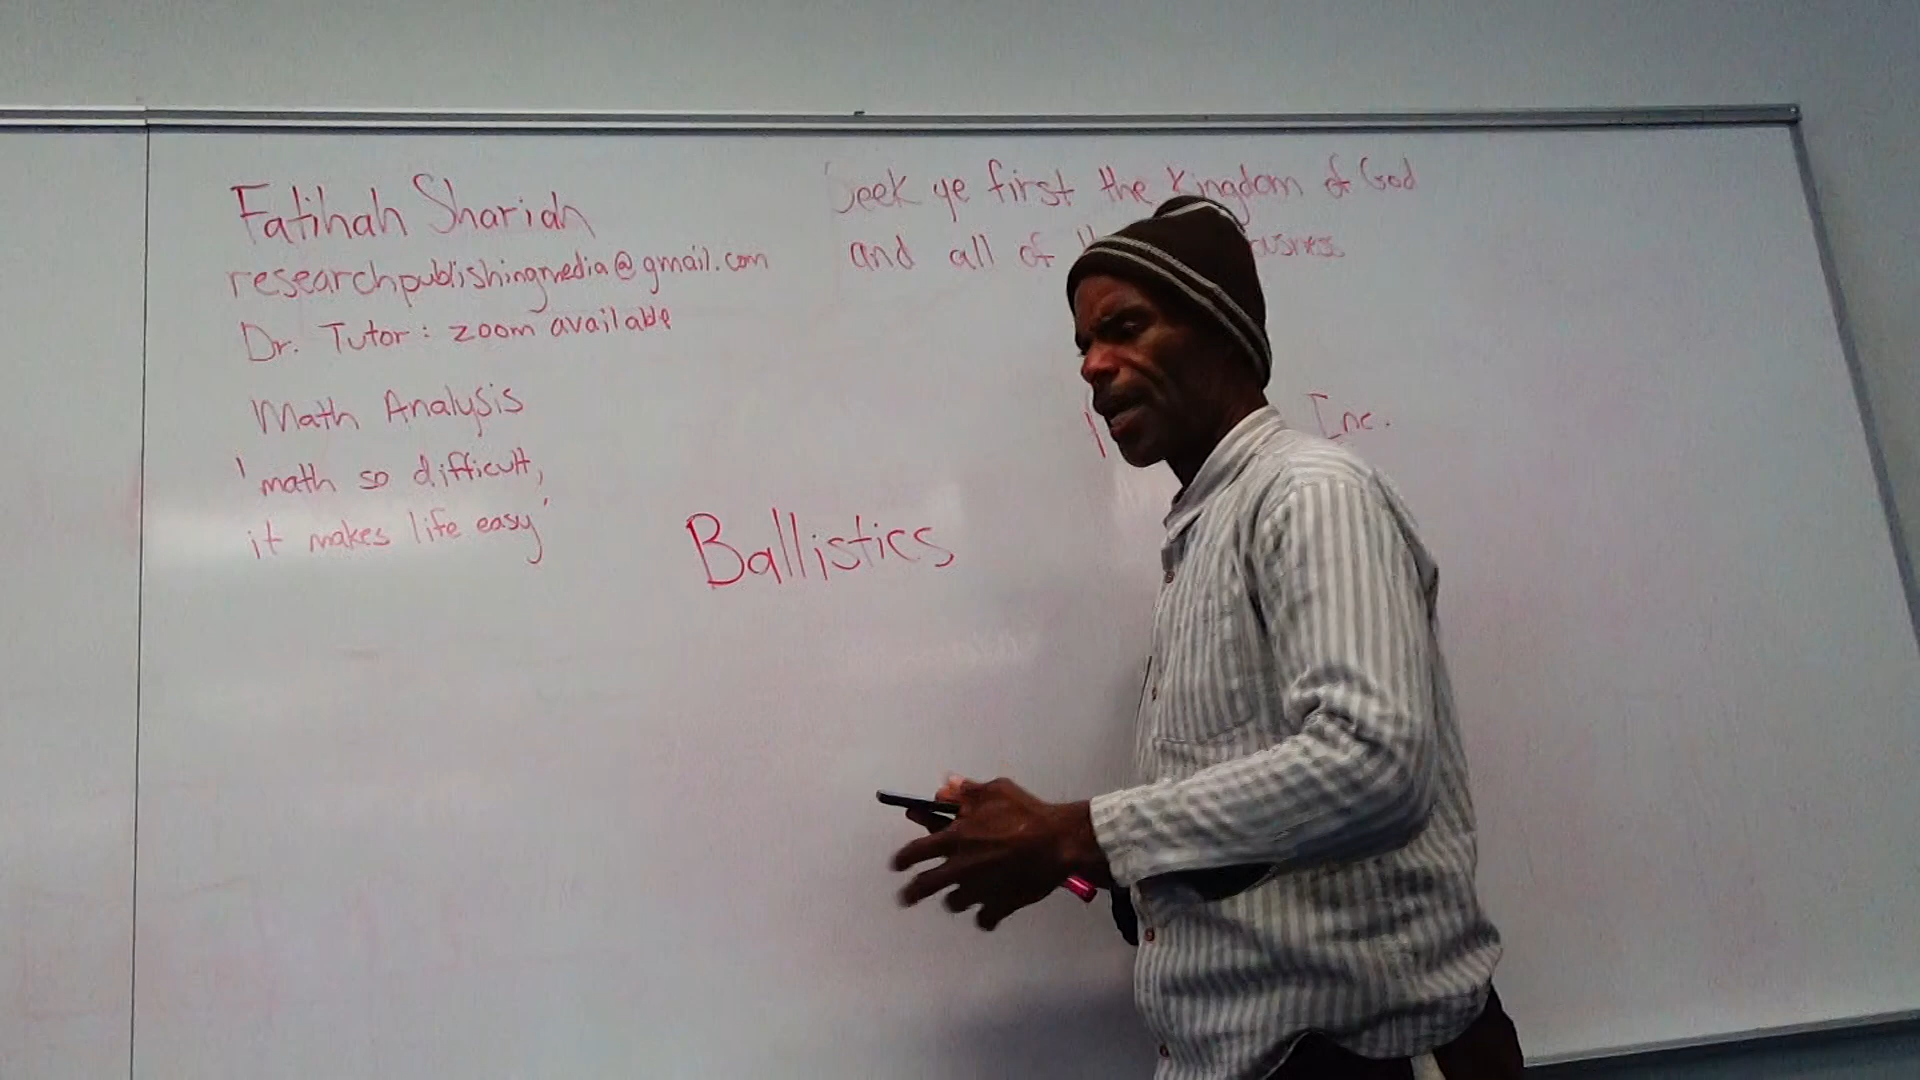 Fatihah Shariah
researchpublishingmedia@gmail.com
Dr. Tutor: zoom available
Math Analysis
'math so difficult,
it makes life easy'
Seek ye first the Kingdom of God
and all of
Inc.
Ballistics